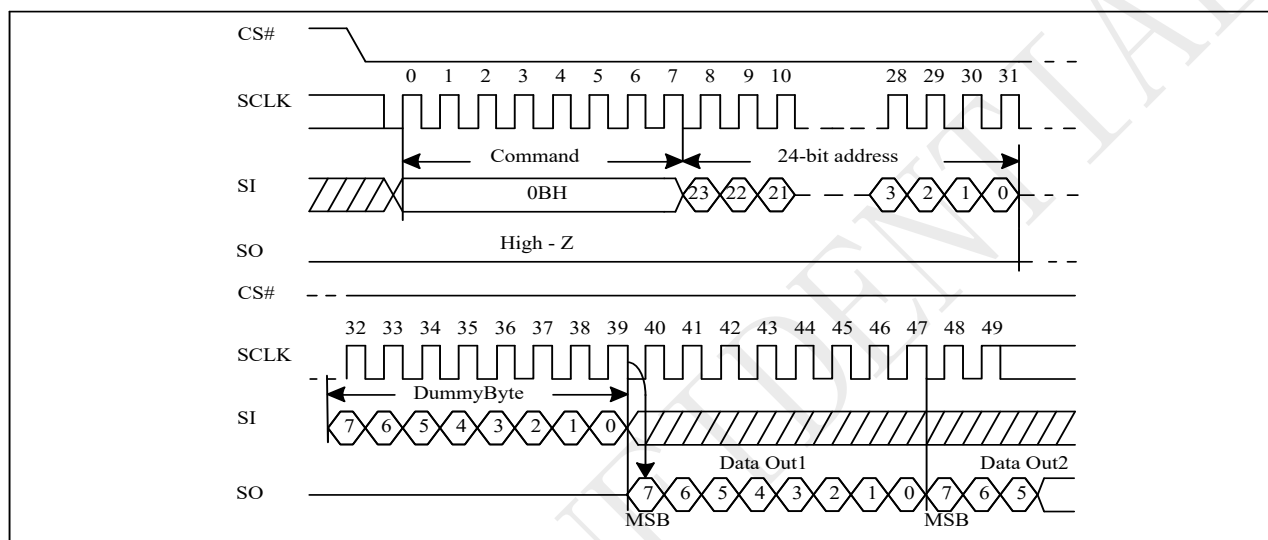 CS#
0 1 2 3 4 5 6 7 8 9 10 28 29 30 31
SCLK
Command 24-bit address
SI 0BH 23 22 21 3 2 1 0
SO High - Z
CS#
32 33 34 35 36 37 38 39 40 41 42 43 44 45 46 47 48 49
SCLK
DummyByte
SI 7 6 5 4 3 2 1 0
Data Out1 Data Out2
SO 7 6 5 4 3 2 1 0 7 6 5
MSB MSB
IDENTIAL